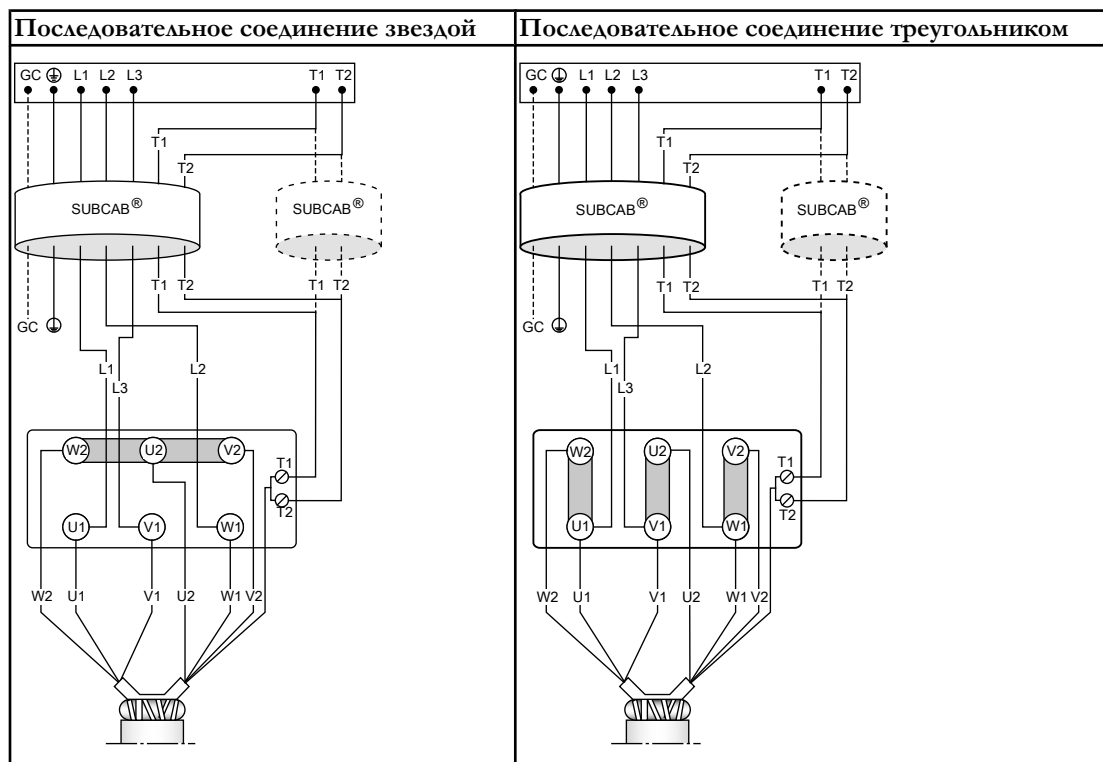 Последовательное соединение звездой
Последовательное соединение треугольником
GC L1 L2 L3 T1 T2
T1
T2
SUBCAB®
SUBCAB®
T1 T2
T1 T2
GC
L1
L2
L3
W2 U2 V2
T1
T2
U1 V1 W1
W2 U1 V1 U2 W1 V2
GC L1 L2 L3 T1 T2
T1
T2
SUBCAB®
SUBCAB®
T1 T2
T1 T2
GC
L1
L2
L3
W2 U2 V2
T1
T2
U1 V1 W1
W2 U1 V1 U2 W1 V2